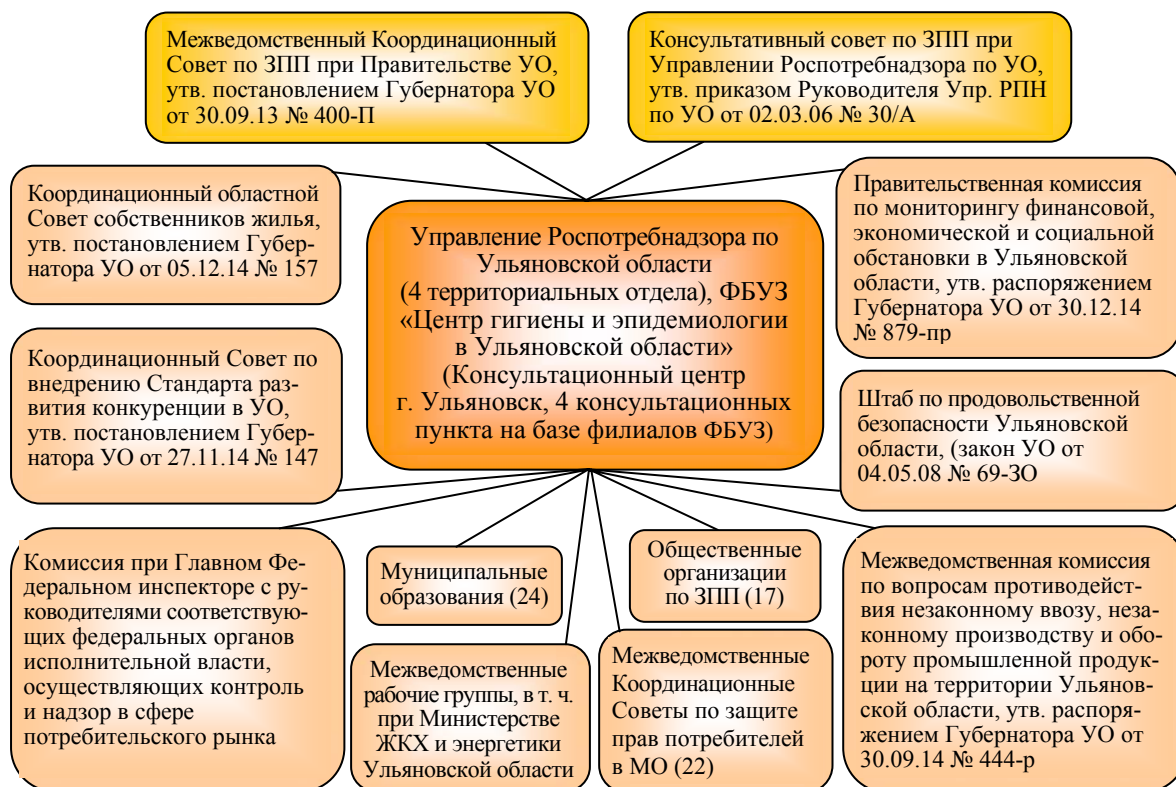 Межведомственный Координационный
Совет по ЗПП при Правительстве УО,
утв. постановлением Губернатора УО
от 30.09.13 № 400-П
Консультативный совет по ЗПП при
Управлении Роспотребнадзора по УО,
утв. приказом Руководителя Упр. РПН
по УО от 02.03.06 № 30/А
Координационный областной
Совет собственников жилья,
утв. постановлением Губер-
натора УО от 05.12.14 № 157
Управление Роспотребнадзора по
Ульяновской области
(4 территориальных отдела), ФБУЗ
«Центр гигиены и эпидемиологии
в Ульяновской области»
(Консультационный центр
г. Ульяновск, 4 консультационных
пункта на базе филиалов ФБУЗ)
Правительственная комиссия
по мониторингу финансовой,
экономической и социальной
обстановки в Ульяновской
области, утв. распоряжением
Губернатора УО от 30.12.14
№ 879-пр
Координационный Совет по
внедрению Стандарта раз-
вития конкуренции в УО,
утв. постановлением Губер-
натора УО от 27.11.14 № 147
Штаб по продовольственной
безопасности Ульяновской
области, (закон УО от
04.05.08 № 69-ЗО
Комиссия при Главном Фе-
деральном инспекторе с ру-
ководителями соответствую-
щих федеральных органов
исполнительной власти,
осуществляющих контроль
и надзор в сфере
потребительского рынка
Муниципальные
образования (24)
Общественные
организации
по ЗПП (17)
Межведомственные
рабочие группы, в т. ч.
при Министерстве
ЖКХ и энергетики
Ульяновской области
Межведомственные
Координационные
Советы по защите
прав потребителей
в МО (22)
Межведомственная комиссия
по вопросам противодейст-
вия незаконному ввозу, неза-
конному производству и обо-
роту промышленной продук-
ции на территории Ульянов-
ской области, утв. распоря-
жением Губернатора УО от
30.09.14 № 444-р